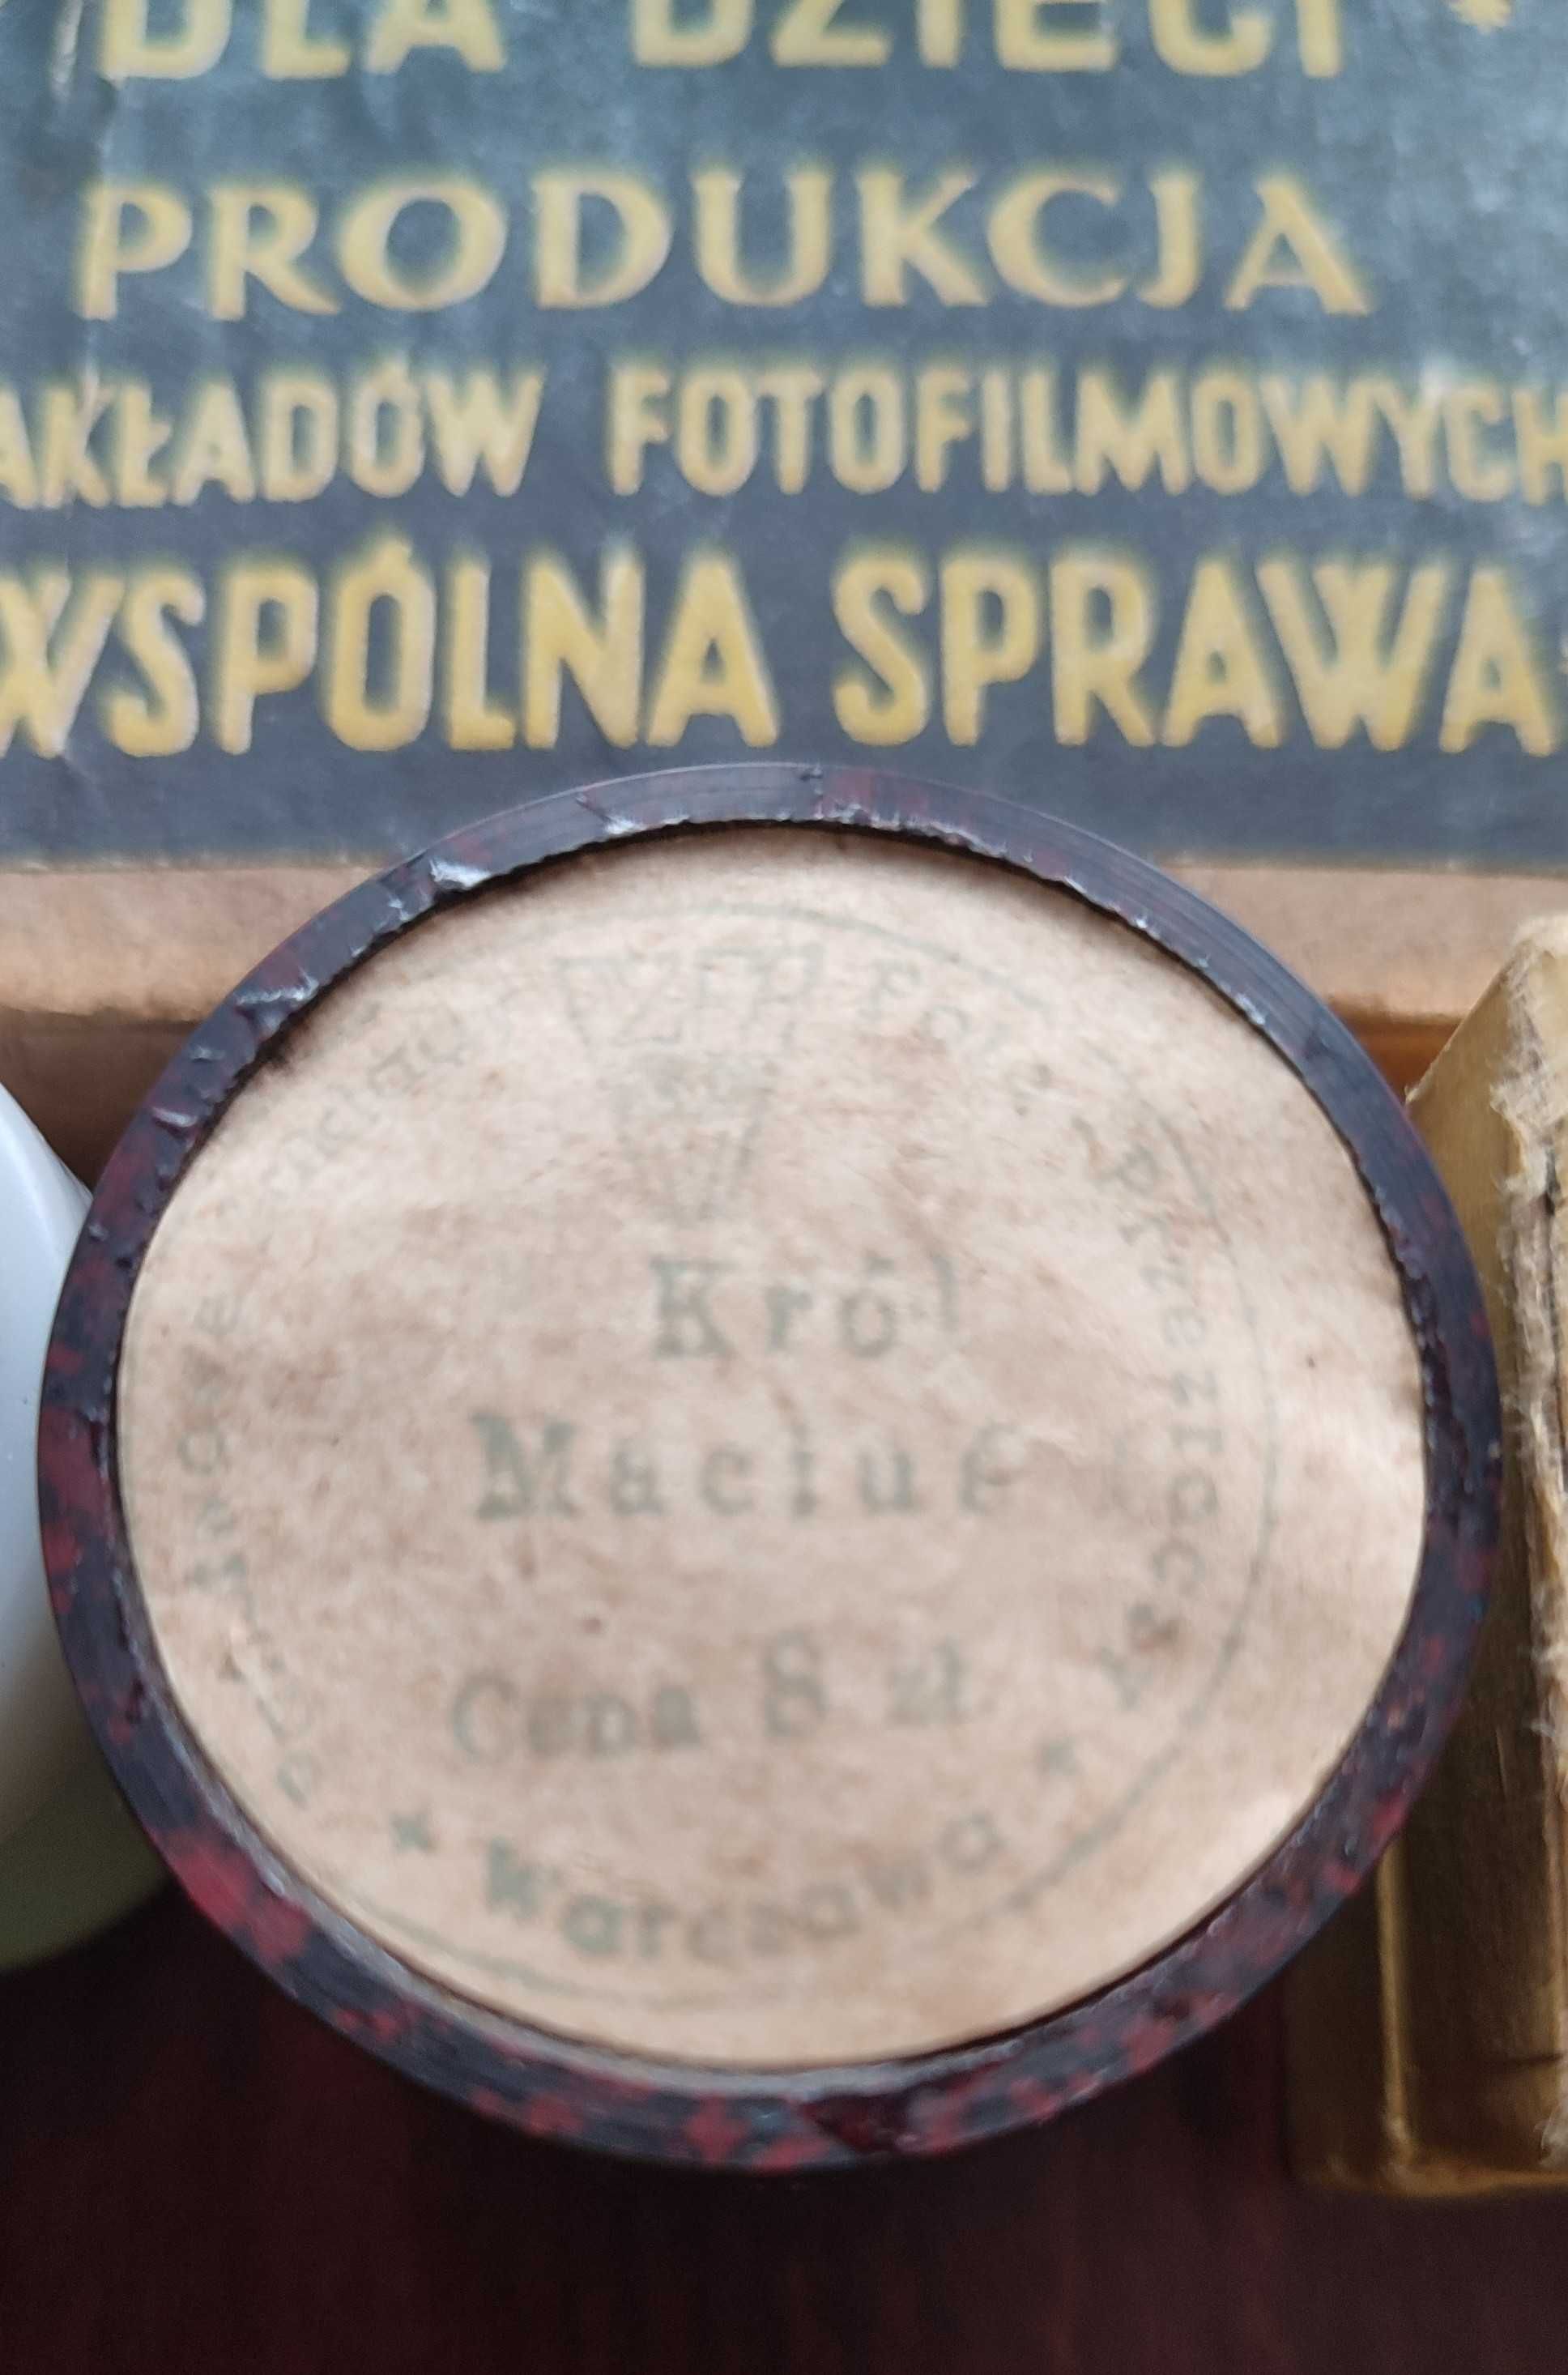 DLA DZIECI *
PRODUKCJA
AKŁADÓW FOTOFILMOWYCH
WSPÓLNA SPRAWA
Król
Maciuś
Cena 8 zł
* Warszawa *